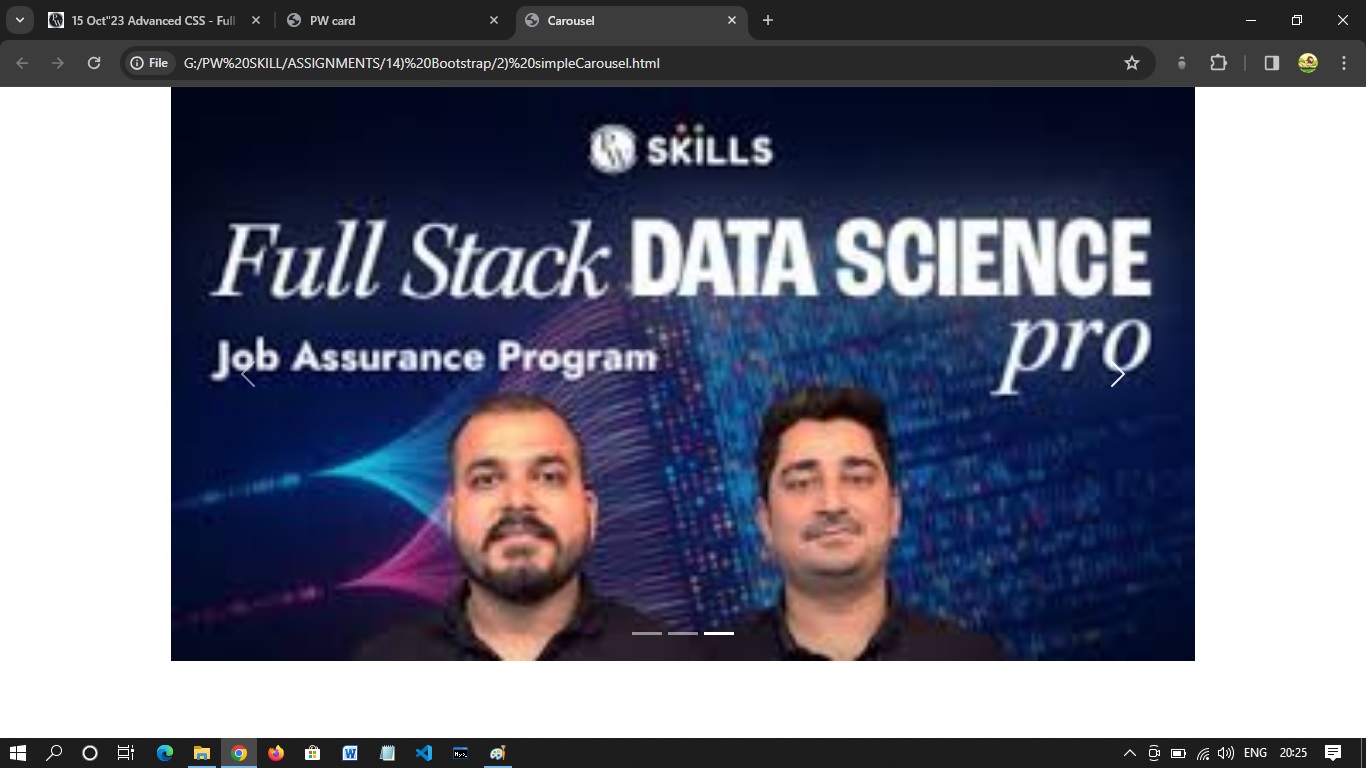 15 Oct"23 Advanced CSS - Full
PW card
Carousel
File
G:/PW%20SKILL/ASSIGNMENTS/14)%20Bootstrap/2)%20simpleCarousel.html
SKILLS
Full Stack DATA SCIENCE
pro
Job Assurance Program
ENG
20:25